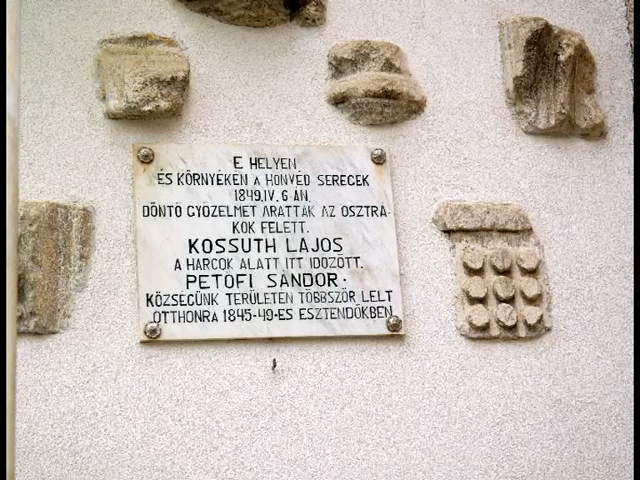 E HELYEN
ÉS KÖRNYÉKÉN A HONVÉD SEREGEK
1849.IV. 6-ÁN.
DÖNTŐ GYŐZELMET ARATTAK AZ OSZTRÁ-
KOK FELETT.
KOSSUTH LAJOS
A HARCOK ALATT ITT IDŐZÖTT.
PETŐFI SÁNDOR.
KÖZSÉGÜNK TERÜLETÉN TÖBBSZÖR LELT
OTTHONRA 1845-49-ES ESZTENDŐKBEN